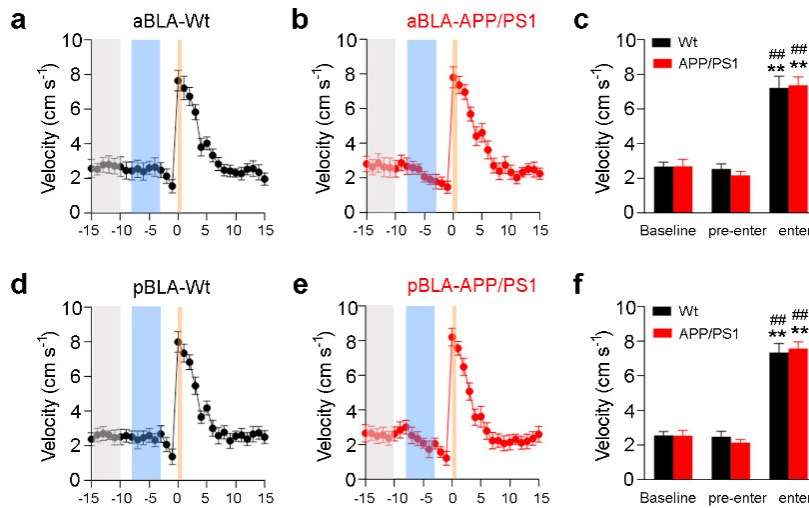 a
aBLA-Wt
Velocity (cm s⁻¹)
10
8
6
4
2
0
-15 -10 -5 0 5 10 15
b
aBLA-APP/PS1
Velocity (cm s⁻¹)
10
8
6
4
2
0
-15 -10 -5 0 5 10 15
c
Wt
APP/PS1
## ##
** **
Velocity (cm s⁻¹)
10
8
6
4
2
0
Baseline pre-enter enter
d
pBLA-Wt
Velocity (cm s⁻¹)
10
8
6
4
2
0
-15 -10 -5 0 5 10 15
e
pBLA-APP/PS1
Velocity (cm s⁻¹)
10
8
6
4
2
0
-15 -10 -5 0 5 10 15
f
Wt
APP/PS1
## ##
** **
Velocity (cm s⁻¹)
10
8
6
4
2
0
Baseline pre-enter enter